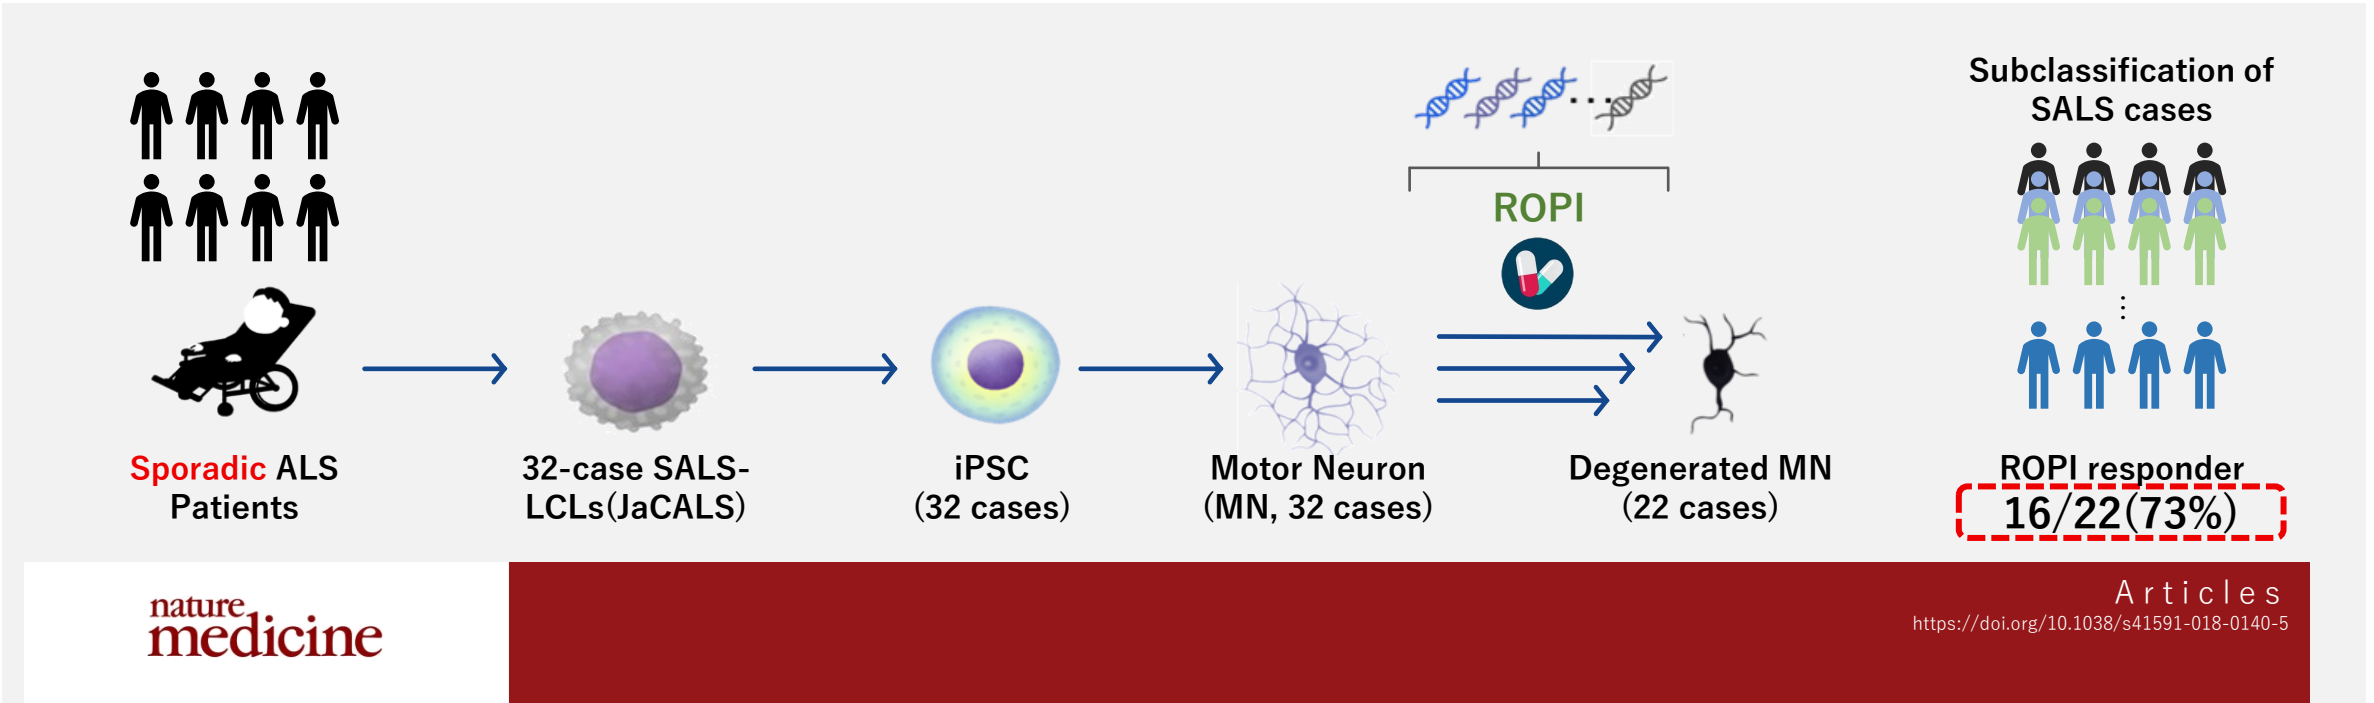 Sporadic ALS
Patients
32-case SALS-
LCLs(JaCALS)
iPSC
(32 cases)
Motor Neuron
(MN, 32 cases)
ROPI
Degenerated MN
(22 cases)
Subclassification of
SALS cases
ROPI responder
16/22(73%)
nature
medicine
Articles
https://doi.org/10.1038/s41591-018-0140-5